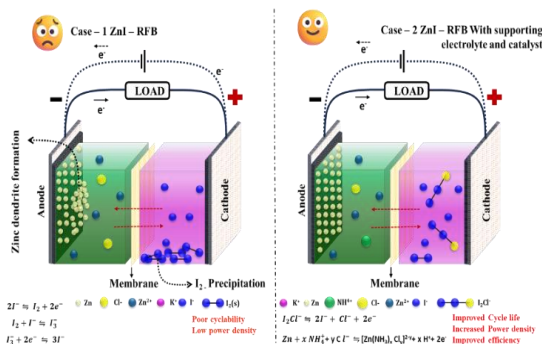 Case – 1 ZnI – RFB
e⁻
e⁻
LOAD
e⁻
Zinc dendrite formation
Anode
Cathode
Membrane
I₂ . Precipitation
Zn Cl- Zn²⁺ K⁺ I⁻ I₂(s)
2I⁻ ⇋ I₂ + 2e⁻
I₂ + I⁻ ⇋ I₃⁻
I₃⁻ + 2e⁻ ⇋ 3I⁻
Poor cyclability
Low power density
Case – 2 ZnI – RFB With supporting
electrolyte and catalyst
e⁻
LOAD
e⁻
Anode
Cathode
Membrane
K⁺ Zn NH⁴⁺ Cl- Zn²⁺ I⁻ I₂Cl⁻
I₂Cl⁻ ⇋ 2I⁻ + Cl⁻ + 2e⁻
Zn + x NH₄⁺ + y Cl⁻ ⇋ [Zn(NH₃)ₓ Clᵧ]²⁻ʸ + x H⁺ + 2e⁻
Improved Cycle life
Increased Power density
Improved efficiency